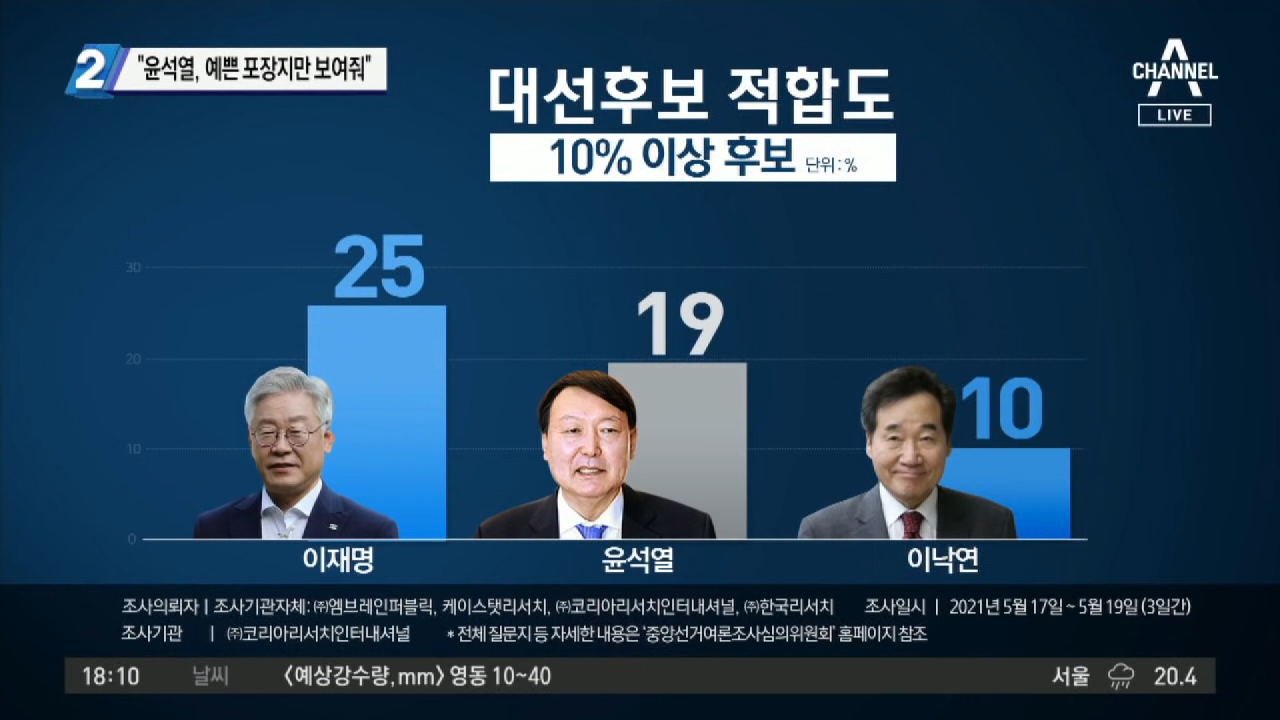 2 "윤석열, 예쁜 포장지만 보여줘"
CHANNEL A
LIVE
대선후보 적합도
10% 이상 후보 단위:%
30
20
10
0
25
19
10
이재명
윤석열
이낙연
조사의뢰자 | 조사기관자체: ㈜엠브레인퍼블릭, 케이스탯리서치, ㈜코리아리서치인터내셔널, ㈜한국리서치 조사일시 | 2021년 5월 17일 ~ 5월 19일 (3일간)
조사기관 | ㈜코리아리서치인터내셔널 * 전체 질문지 등 자세한 내용은 '중앙선거여론조사심의위원회' 홈페이지 참조
18:10 날씨 〈예상강수량, mm〉 영동 10~40 서울 20.4